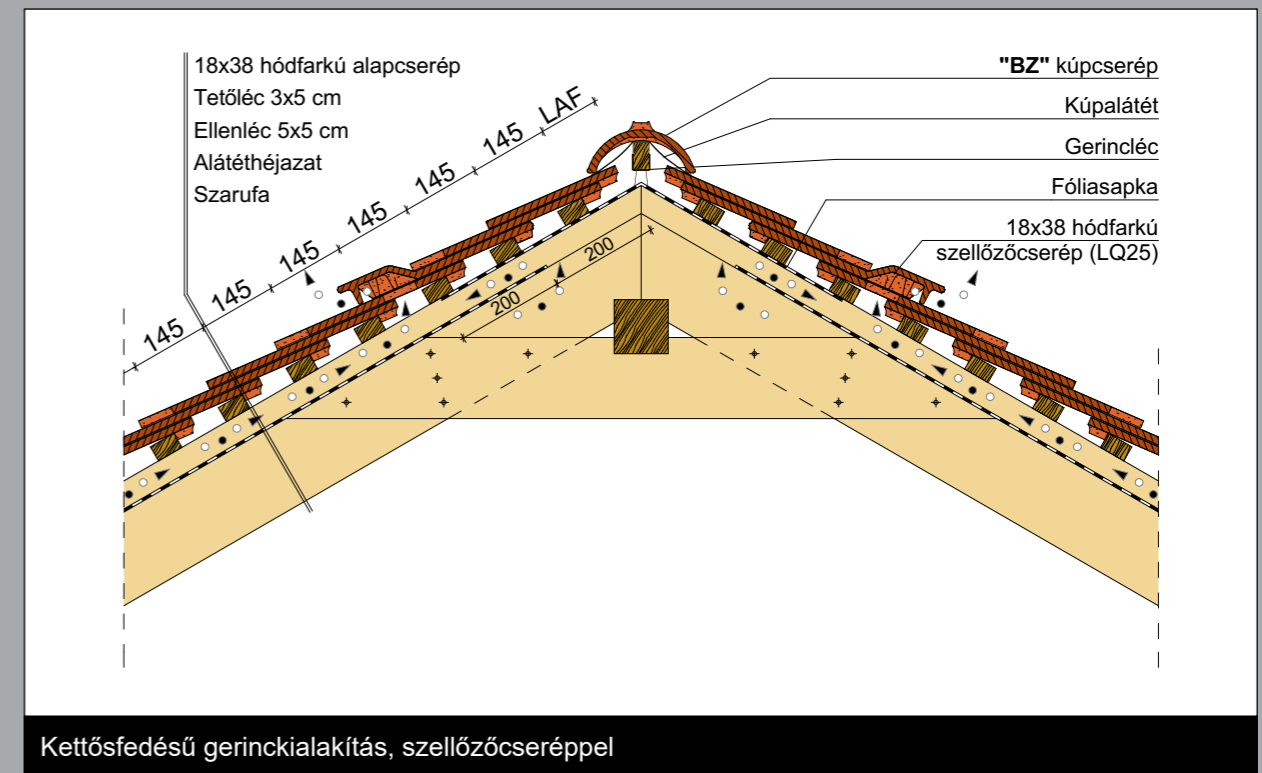 18x38 hódfarkú alapcserép
Tetőléc 3x5 cm
Ellenléc 5x5 cm
Alátéthéjazat
Szarufa
"BZ" kúpcserép
Kúpalátét
Gerincléc
Fóliasapka
18x38 hódfarkú
szellőzőcserép (LQ25)
LAF
145
145
145
145
145
145
200
200
Kettősfedésű gerinckialakítás, szellőzőcseréppel